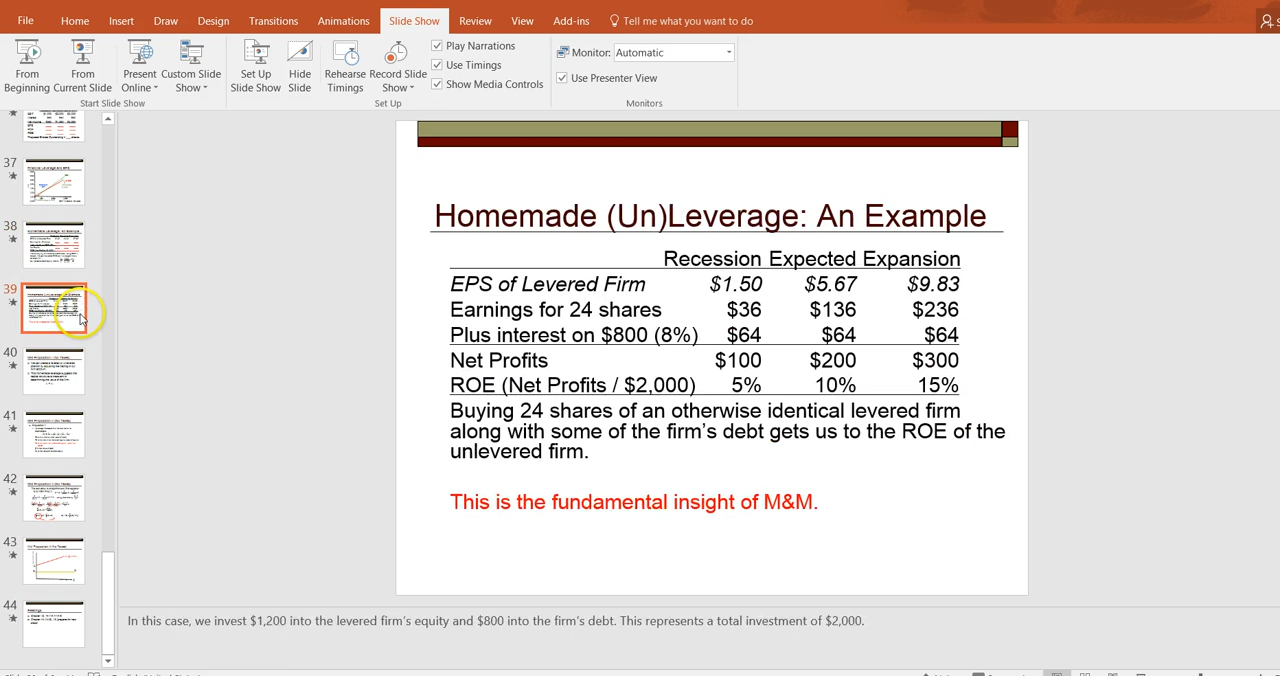 File Home Insert Draw Design Transitions Animations Slide Show Review View Add-ins Tell me what you want to do
From Beginning
From Current Slide
Present Online
Custom Slide Show
Start Slide Show
Set Up Slide Show
Hide Slide
Rehearse Timings
Record Slide Show
Play Narrations
Use Timings
Show Media Controls
Set Up
Monitor: Automatic
Use Presenter View
Monitors
37
38
39
40
41
42
43
44
Homemade (Un)Leverage: An Example
Recession Expected Expansion
EPS of Levered Firm $1.50 $5.67 $9.83
Earnings for 24 shares $36 $136 $236
Plus interest on $800 (8%) $64 $64 $64
Net Profits $100 $200 $300
ROE (Net Profits / $2,000) 5% 10% 15%
Buying 24 shares of an otherwise identical levered firm
along with some of the firm's debt gets us to the ROE of the
unlevered firm.
This is the fundamental insight of M&M.
In this case, we invest $1,200 into the levered firm's equity and $800 into the firm's debt. This represents a total investment of $2,000.